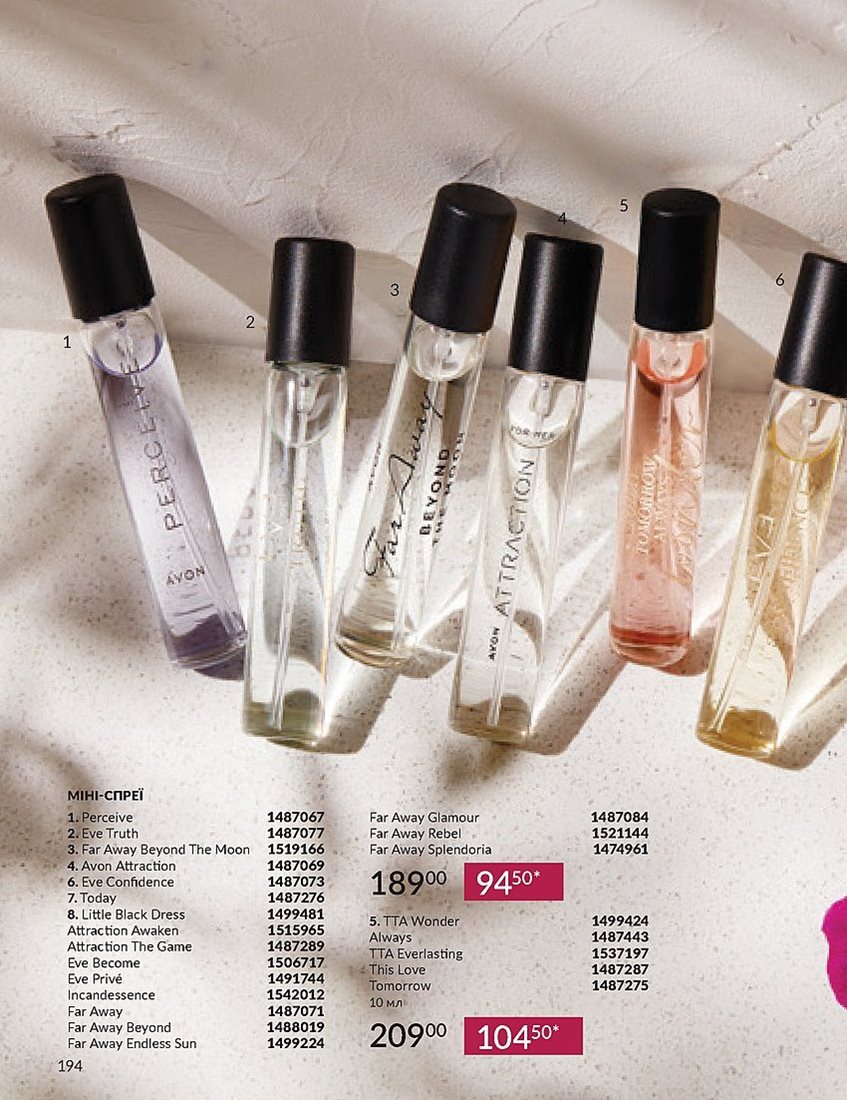 1
2
3
4
5
6
PERCEIVE
AVON
Far Away
BEYOND
THE MOON
FOR HER
ATTRACTION
AVON
TOMORROW
EVE
МІНІ-СПРЕЇ
1. Perceive 1487067
2. Eve Truth 1487077
3. Far Away Beyond The Moon 1519166
4. Avon Attraction 1487069
6. Eve Confidence 1487073
7. Today 1487276
8. Little Black Dress 1499481
Attraction Awaken 1515965
Attraction The Game 1487289
Eve Become 1506717
Eve Privé 1491744
Incandessence 1542012
Far Away 1487071
Far Away Beyond 1488019
Far Away Endless Sun 1499224
Far Away Glamour 1487084
Far Away Rebel 1521144
Far Away Splendoria 1474961
189⁰⁰ 94⁵⁰*
5. TTA Wonder 1499424
Always 1487443
TTA Everlasting 1537197
This Love 1487287
Tomorrow 1487275
10 мл
209⁰⁰ 104⁵⁰*
194